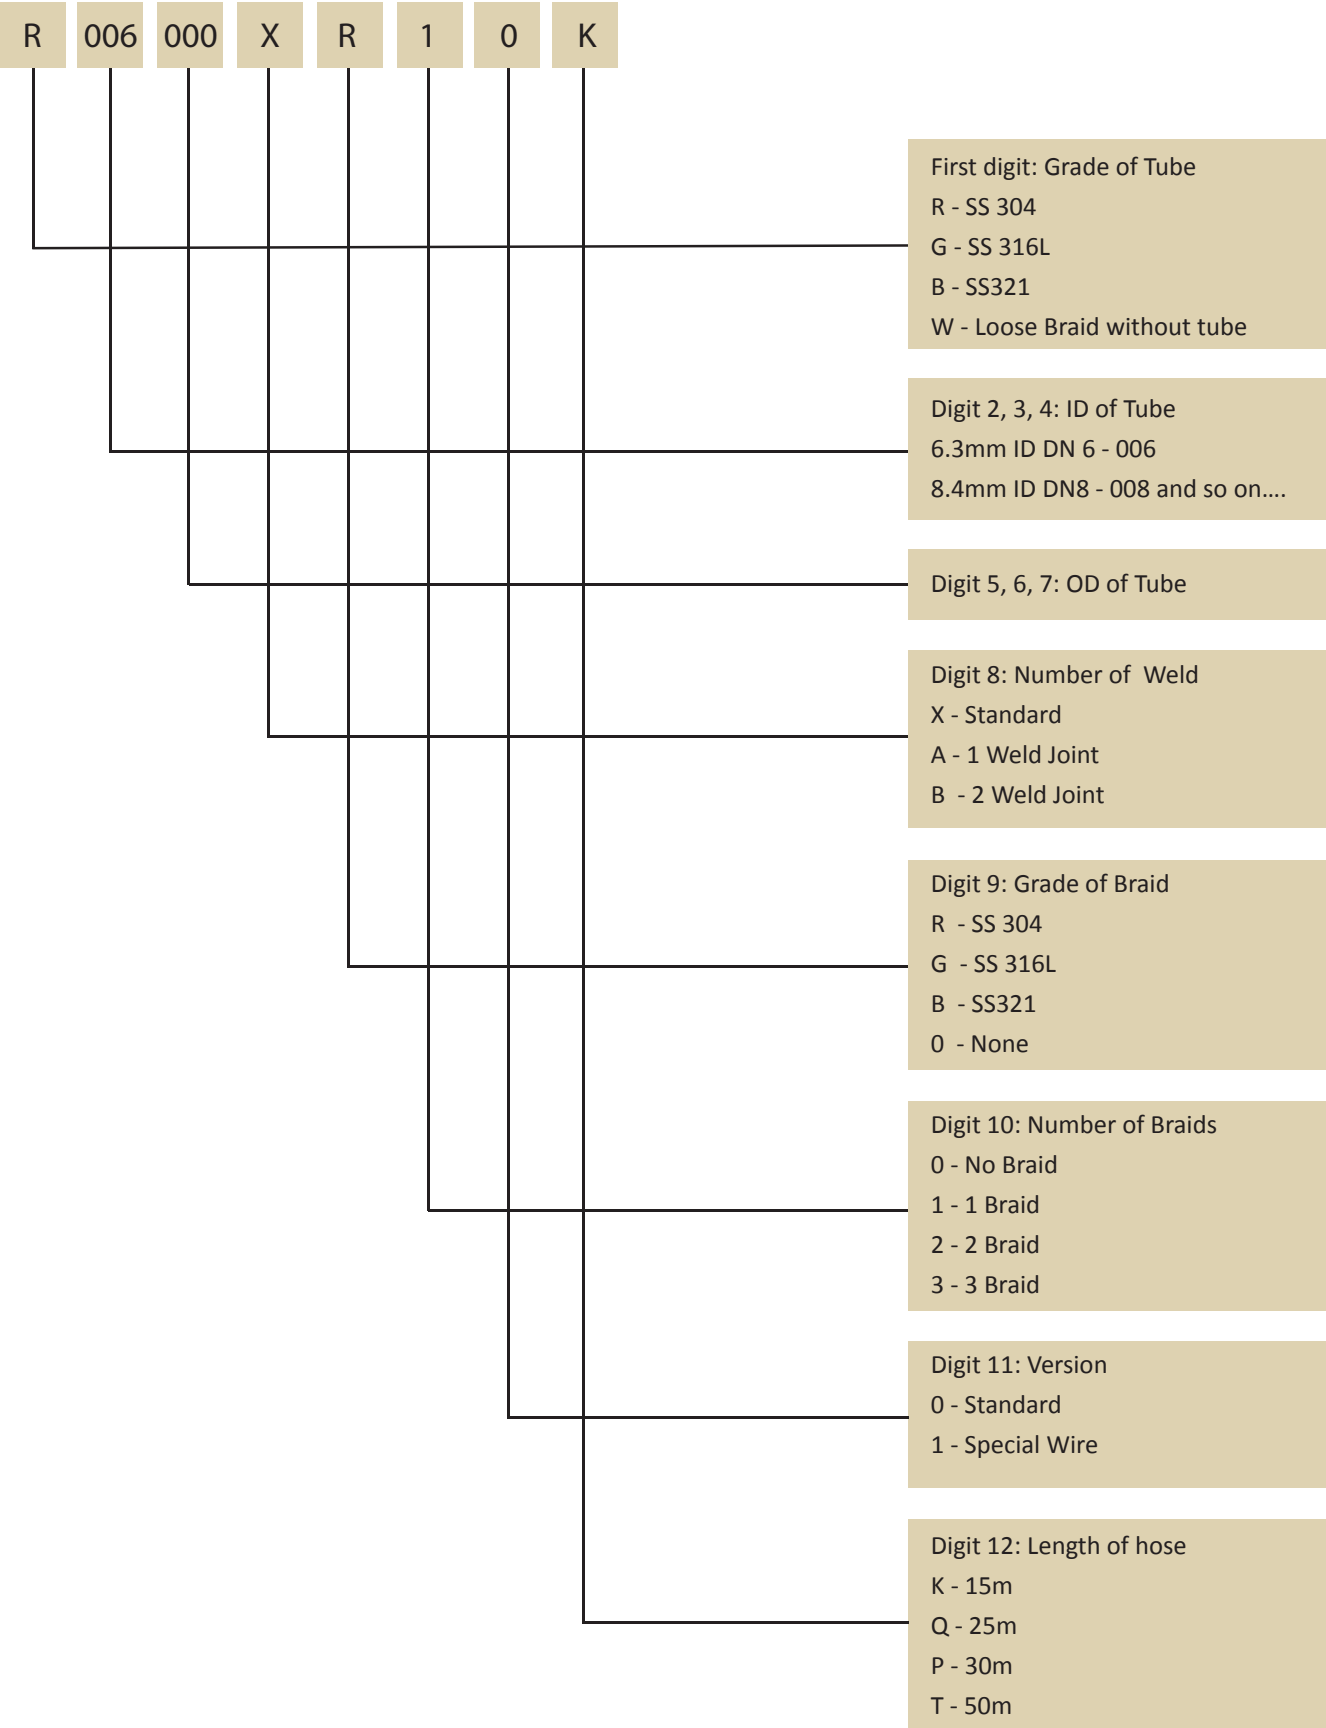 R 006 000 X R 1 0 K
First digit: Grade of Tube
R - SS 304
G - SS 316L
B - SS321
W - Loose Braid without tube
Digit 2, 3, 4: ID of Tube
6.3mm ID DN 6 - 006
8.4mm ID DN8 - 008 and so on....
Digit 5, 6, 7: OD of Tube
Digit 8: Number of  Weld
X - Standard
A - 1 Weld Joint
B  - 2 Weld Joint
Digit 9: Grade of Braid
R  - SS 304
G  - SS 316L
B  - SS321
0  - None
Digit 10: Number of Braids
0 - No Braid
1 - 1 Braid
2 - 2 Braid
3 - 3 Braid
Digit 11: Version
0 - Standard
1 - Special Wire
Digit 12: Length of hose
K - 15m
Q - 25m
P - 30m
T - 50m